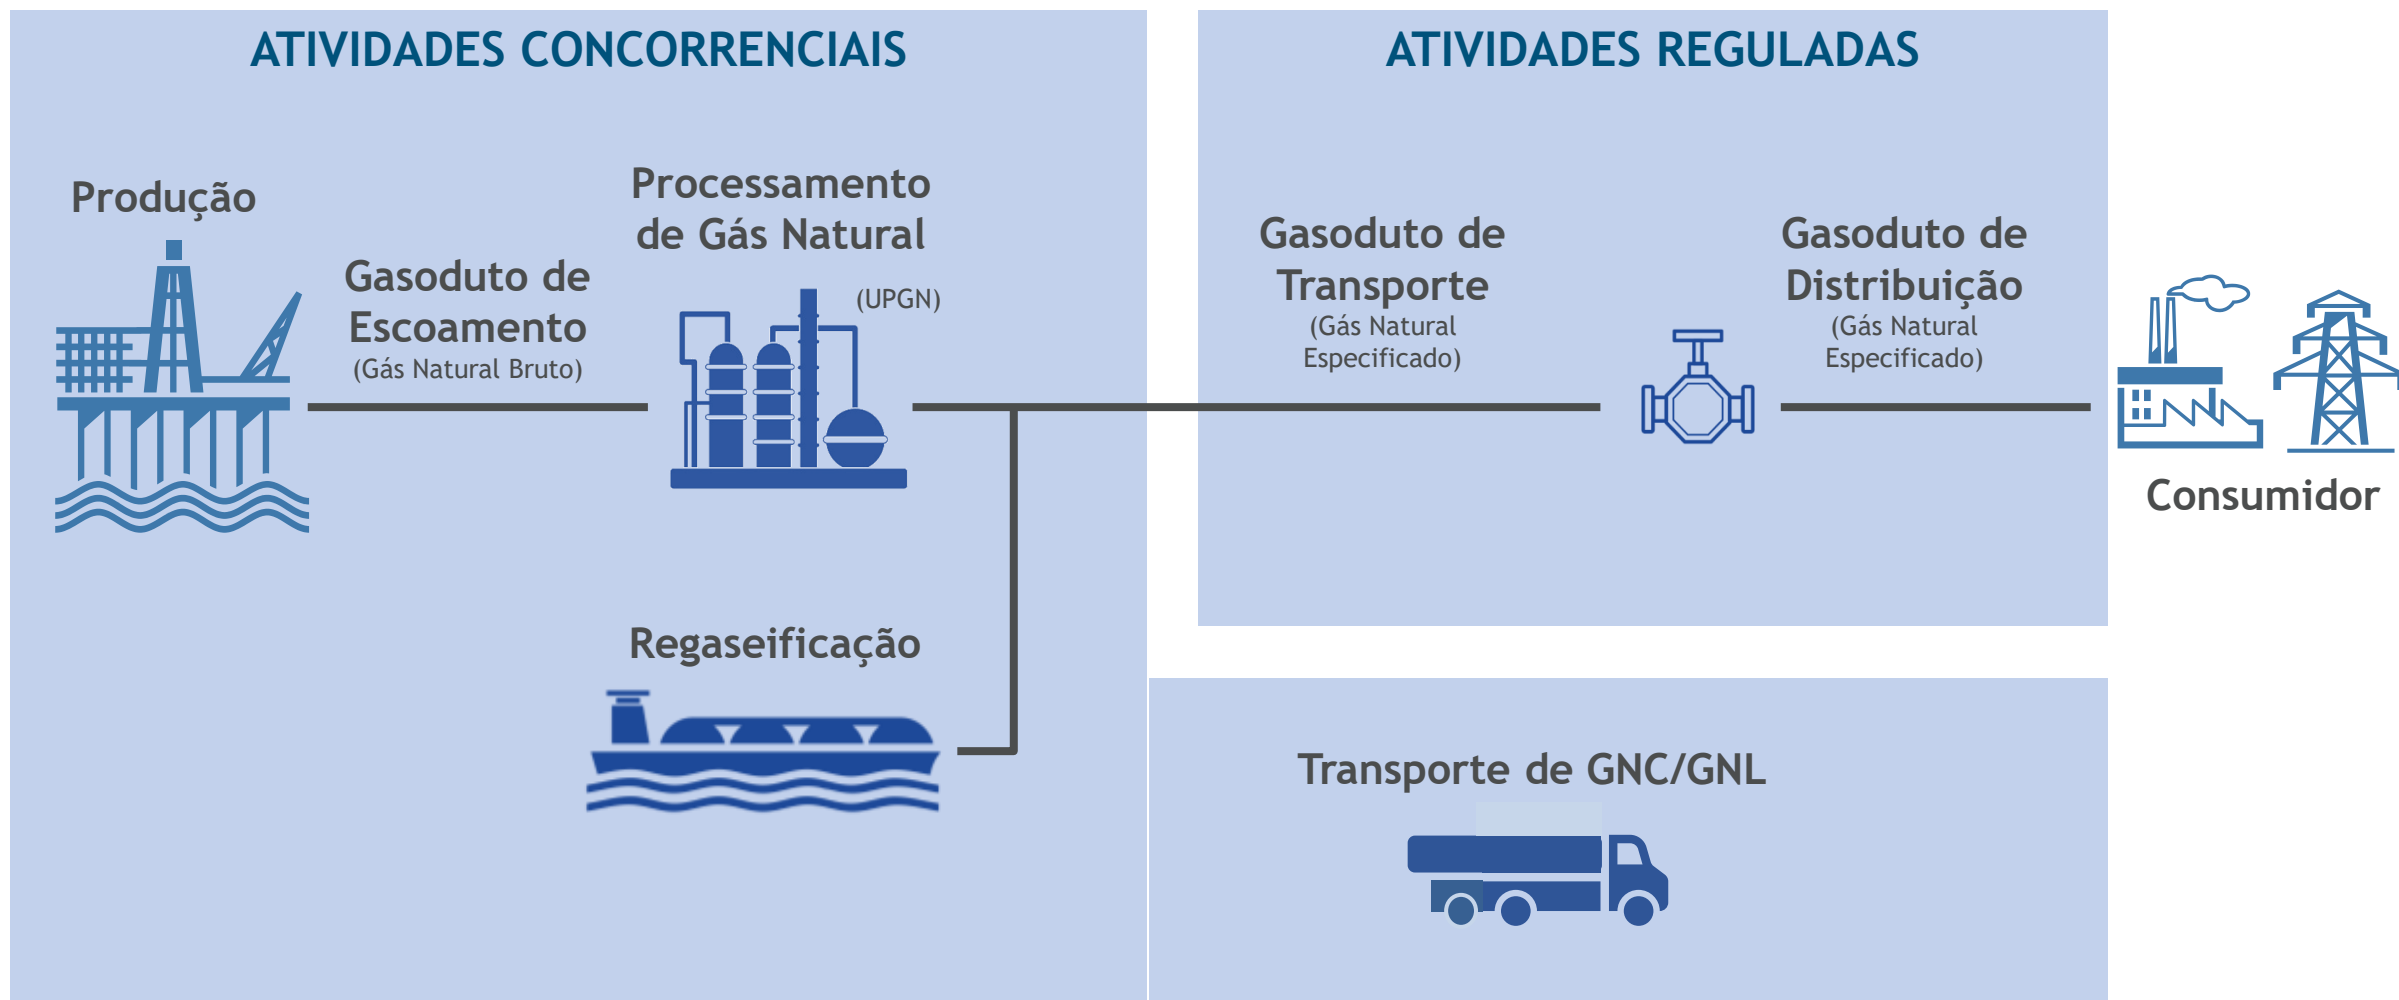 ATIVIDADES CONCORRENCIAIS
ATIVIDADES REGULADAS
Produção
Gasoduto de
Escoamento
(Gás Natural Bruto)
Processamento
de Gás Natural
(UPGN)
Gasoduto de
Transporte
(Gás Natural
Especificado)
Gasoduto de
Distribuição
(Gás Natural
Especificado)
Consumidor
Regaseificação
Transporte de GNC/GNL